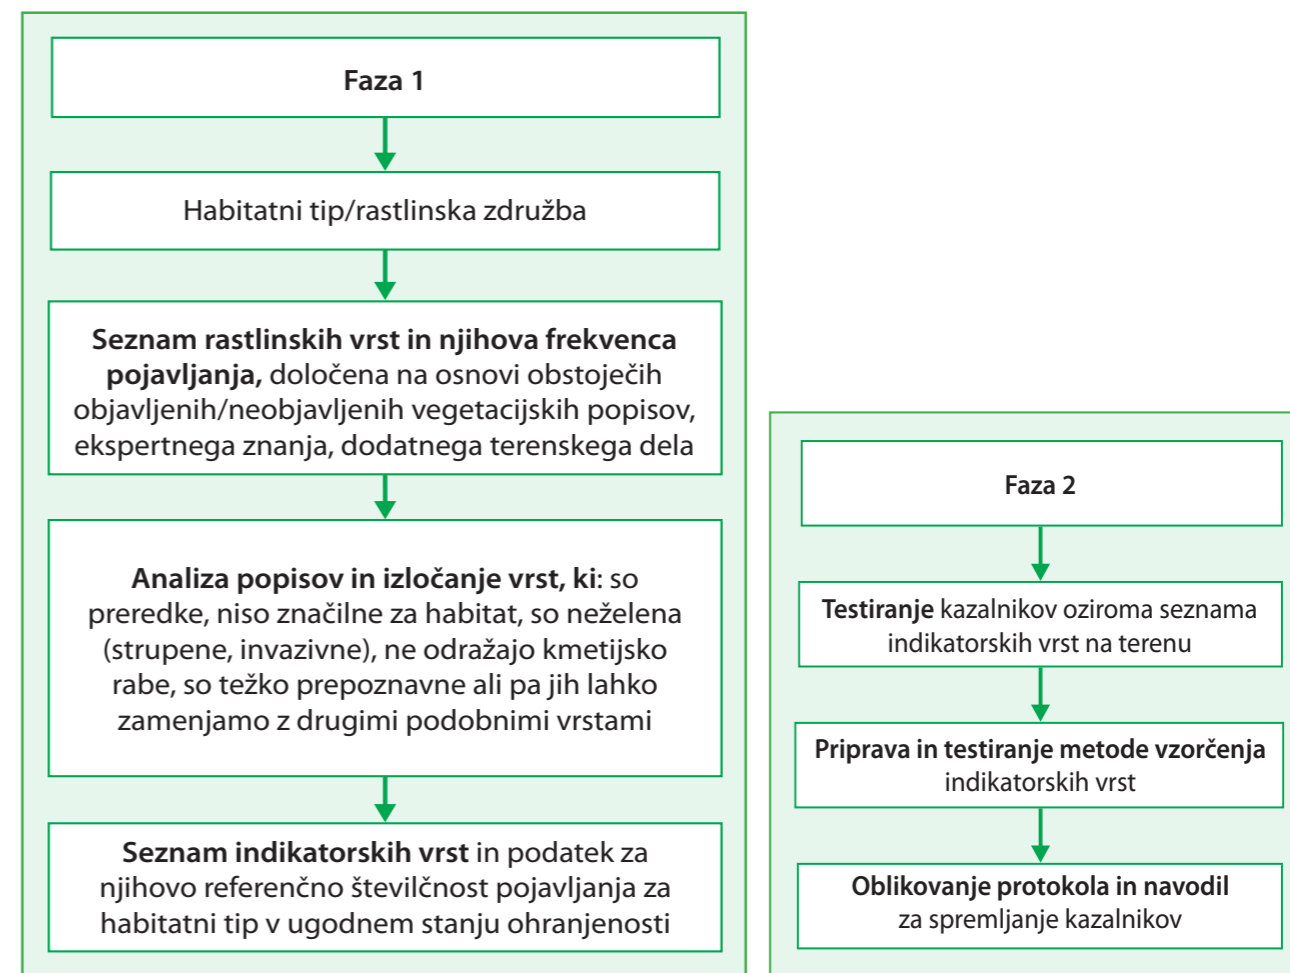 Faza 1
Habitatni tip/rastlinska združba
Seznam rastlinskih vrst in njihova frekvenca
pojavljanja, določena na osnovi obstoječih
objavljenih/neobjavljenih vegetacijskih popisov,
ekspertnega znanja, dodatnega terenskega dela
Analiza popisov in izločanje vrst, ki: so
preredke, niso značilne za habitat, so neželena
(strupene, invazivne), ne odražajo kmetijsko
rabe, so težko prepoznavne ali pa jih lahko
zamenjamo z drugimi podobnimi vrstami
Seznam indikatorskih vrst in podatek za
njihovo referenčno številčnost pojavljanja za
habitatni tip v ugodnem stanju ohranjenosti
Faza 2
Testiranje kazalnikov oziroma seznama
indikatorskih vrst na terenu
Priprava in testiranje metode vzorčenja
indikatorskih vrst
Oblikovanje protokola in navodil
za spremljanje kazalnikov